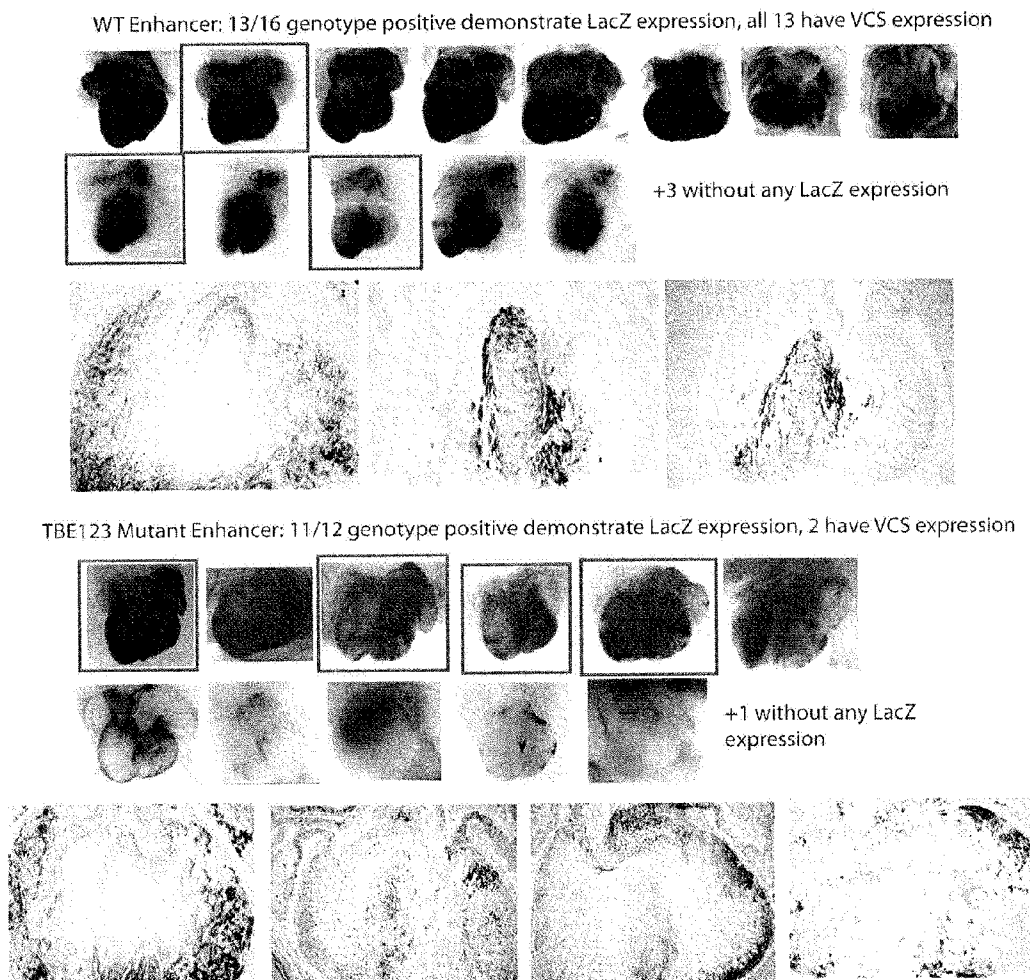 WT Enhancer: 13/16 genotype positive demonstrate LacZ expression, all 13 have VCS expression
+3 without any LacZ expression
TBE123 Mutant Enhancer: 11/12 genotype positive demonstrate LacZ expression, 2 have VCS expression
+1 without any LacZ
expression